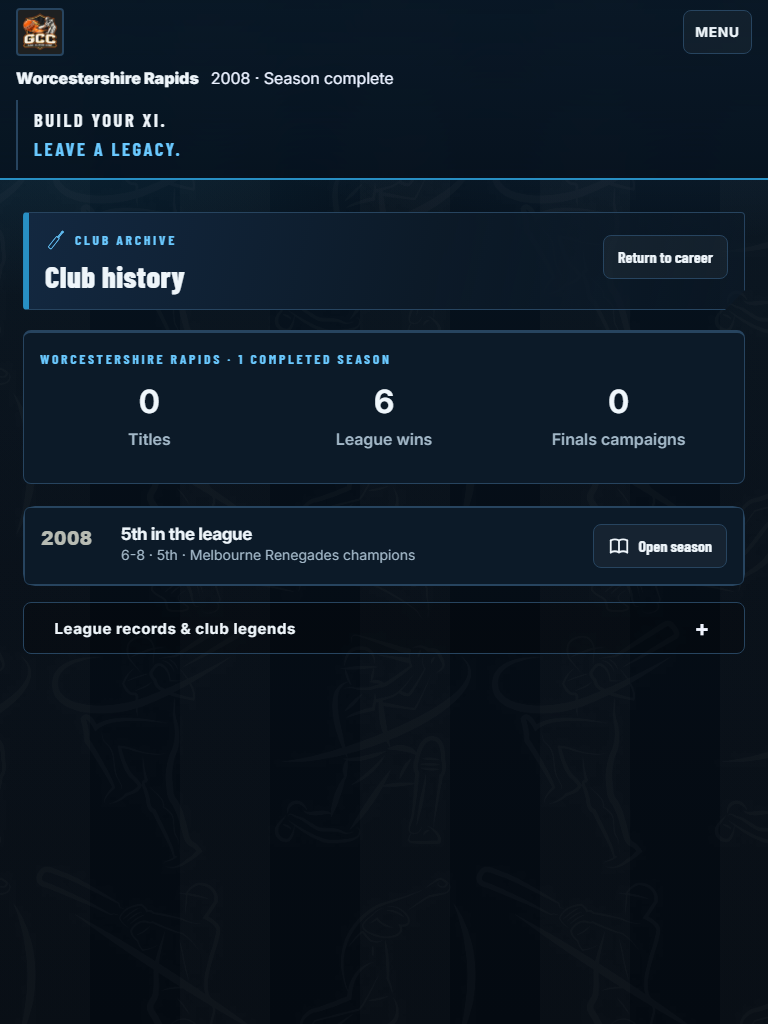 GCC
MENU
Worcestershire Rapids 2008 · Season complete
BUILD YOUR XI.
LEAVE A LEGACY.
CLUB ARCHIVE
Club history
Return to career
WORCESTERSHIRE RAPIDS · 1 COMPLETED SEASON
0 6 0
Titles League wins Finals campaigns
2008
5th in the league
6-8 · 5th · Melbourne Renegades champions
Open season
League records & club legends +